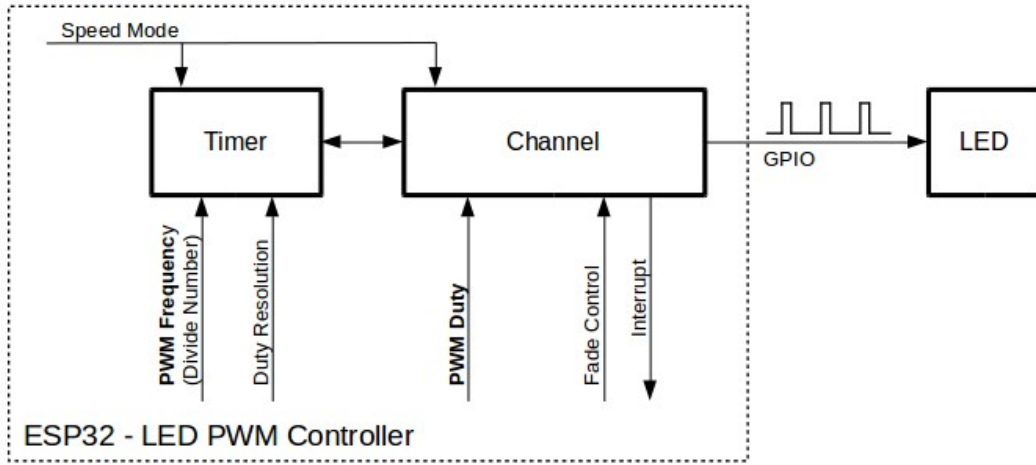 Speed Mode
Timer
Channel
GPIO
LED
PWM Frequency
(Divide Number)
Duty Resolution
PWM Duty
Fade Control
Interrupt
ESP32 - LED PWM Controller